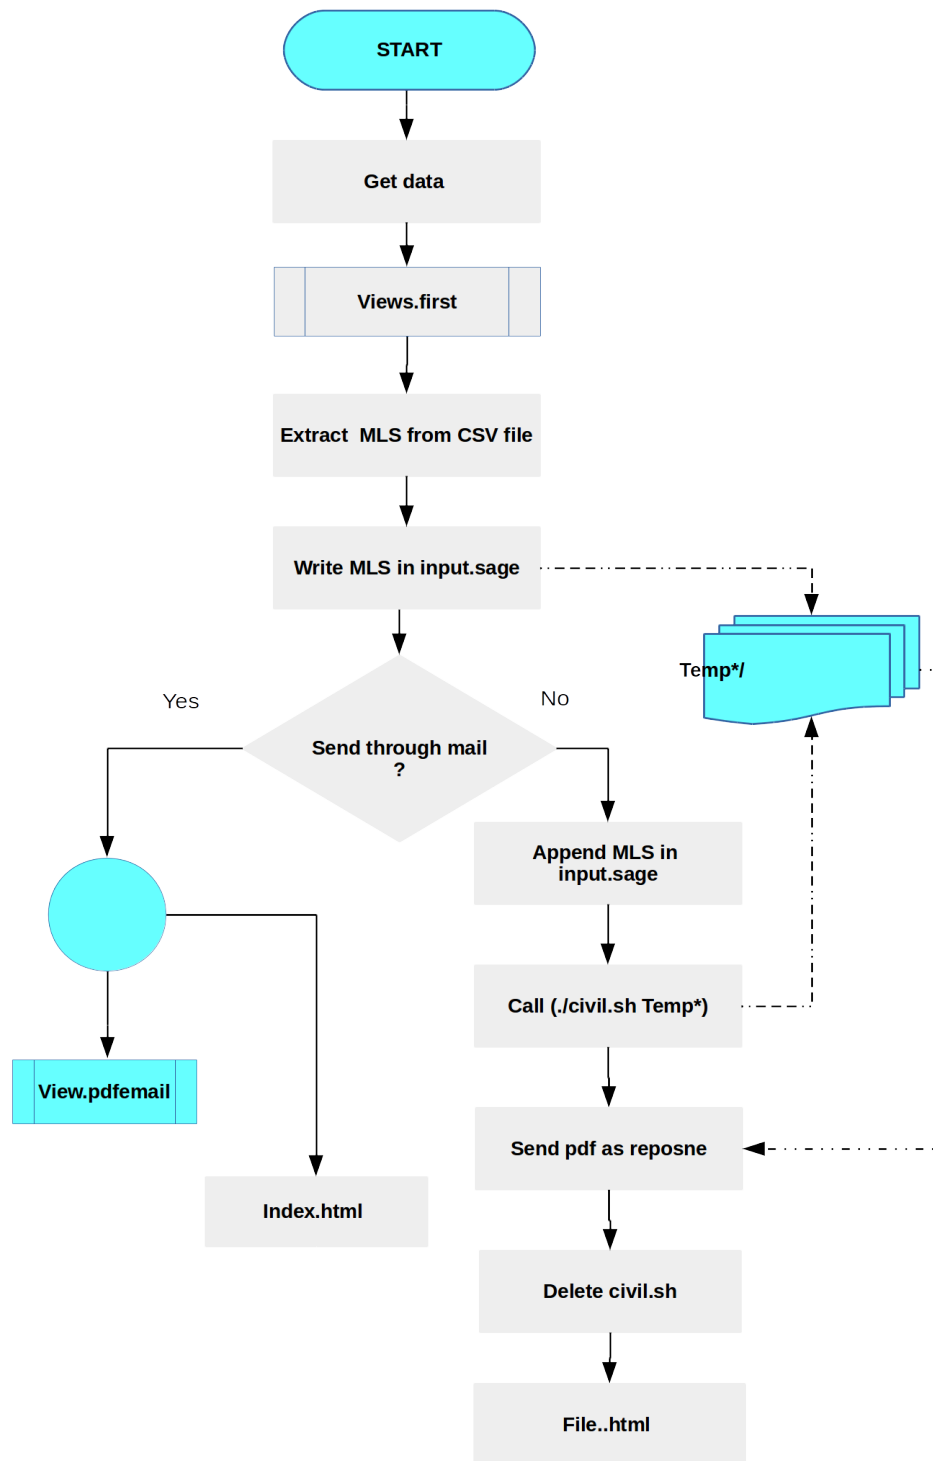 START
Get data
Views.first
Extract  MLS from CSV file
Write MLS in input.sage
Temp*/
Yes
No
Send through mail
?
Append MLS in
input.sage
Call (./civil.sh Temp*)
View.pdfemail
Send pdf as reposne
Index.html
Delete civil.sh
File..html